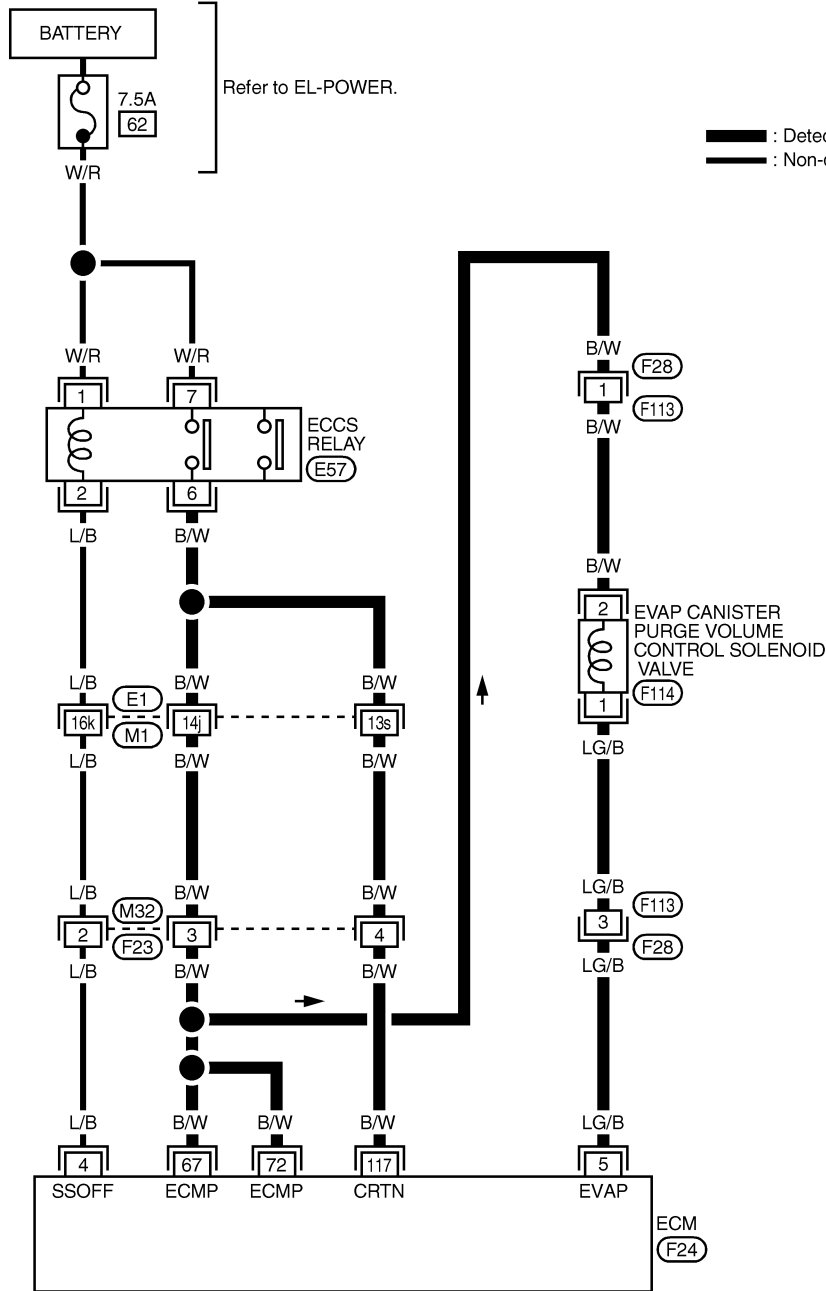 BATTERY
Refer to EL-POWER.
7.5A
62
W/R
: Detec
: Non-d
W/R
W/R
B/W
F28
1
F113
B/W
1
7
ECCS
RELAY
E57
2
6
L/B
B/W
B/W
2
EVAP CANISTER
PURGE VOLUME
CONTROL SOLENOID
VALVE
F114
1
LG/B
L/B
E1
B/W
B/W
16k
M1
14j
13s
L/B
B/W
B/W
L/B
M32
B/W
B/W
LG/B
F113
2
F23
3
4
3
F28
L/B
B/W
B/W
LG/B
L/B
B/W
B/W
B/W
LG/B
4
67
72
117
5
SSOFF
ECMP
ECMP
CRTN
EVAP
ECM
F24